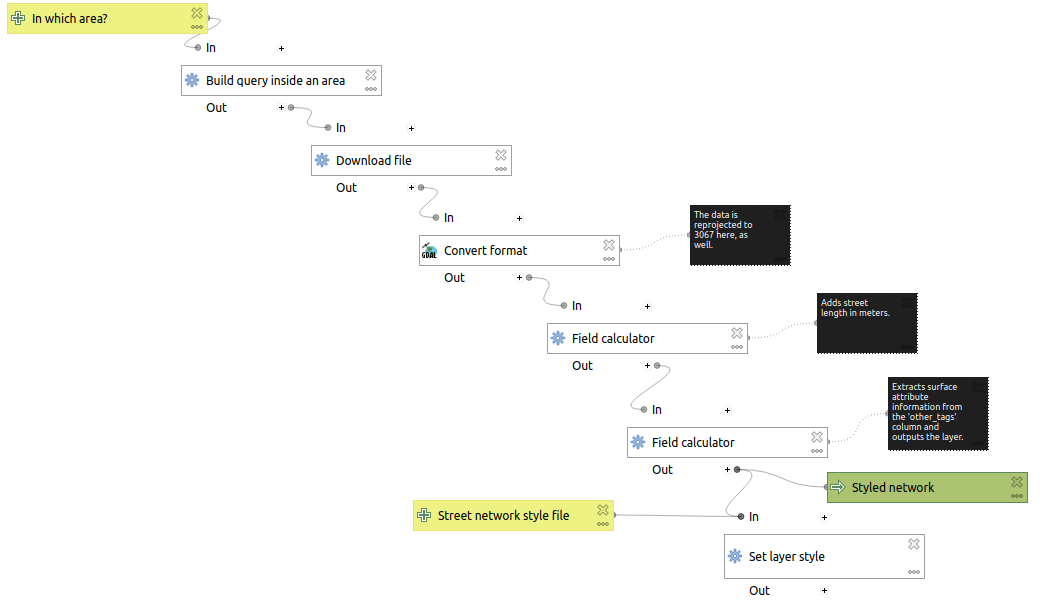 In which area?
In +
Build query inside an area
Out +
In +
Download file
Out +
In +
The data is
reprojected to
3067 here, as
well.
GDAL
Convert format
Out +
In +
Adds street
length in meters.
Field calculator
Out +
In +
Extracts surface
attribute
information from
the 'other_tags'
column and
outputs the layer.
Field calculator
Out +
Styled network
Street network style file
In +
Set layer style
Out +